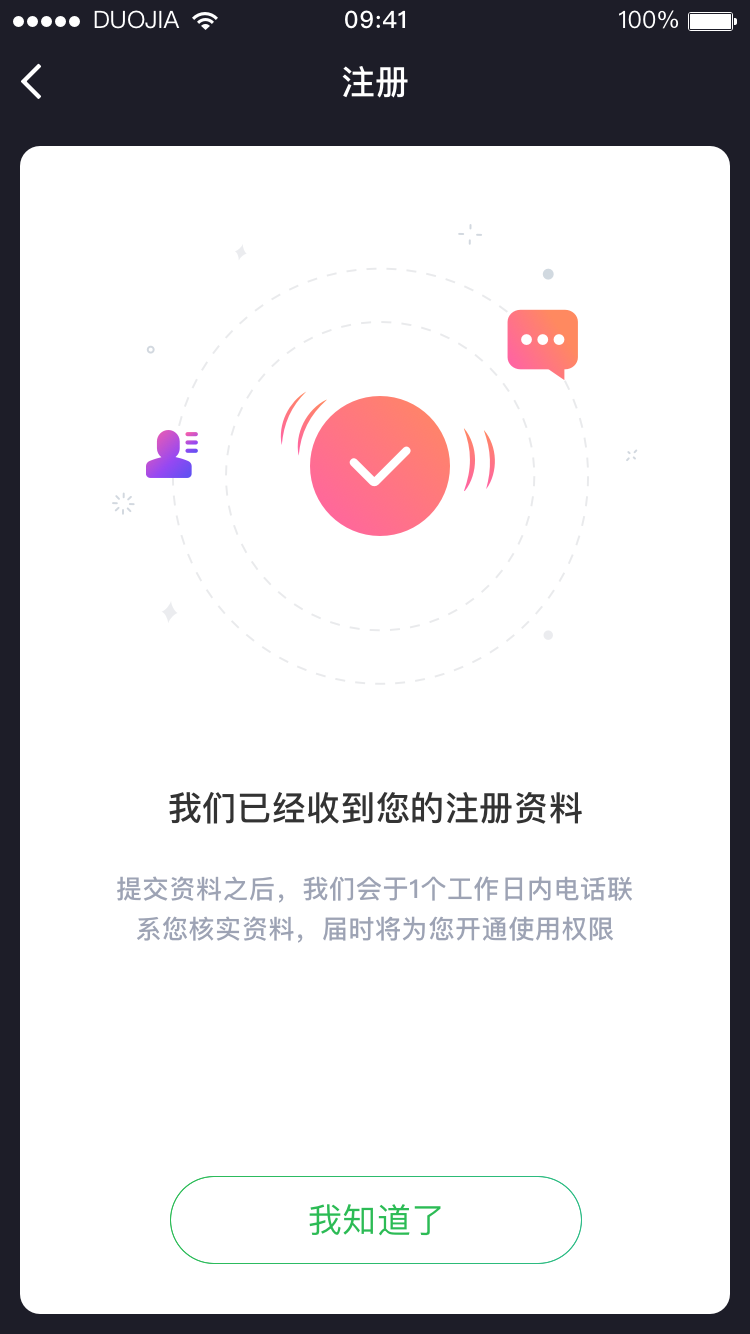 DUOJIA 09:41 100%
注册
我们已经收到您的注册资料
提交资料之后，我们会于1个工作日内电话联
系您核实资料，届时将为您开通使用权限
我知道了